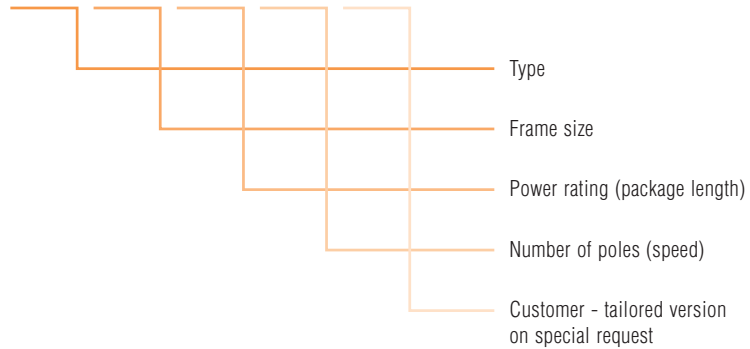 Type
Frame size
Power rating (package length)
Number of poles (speed)
Customer - tailored version
on special request